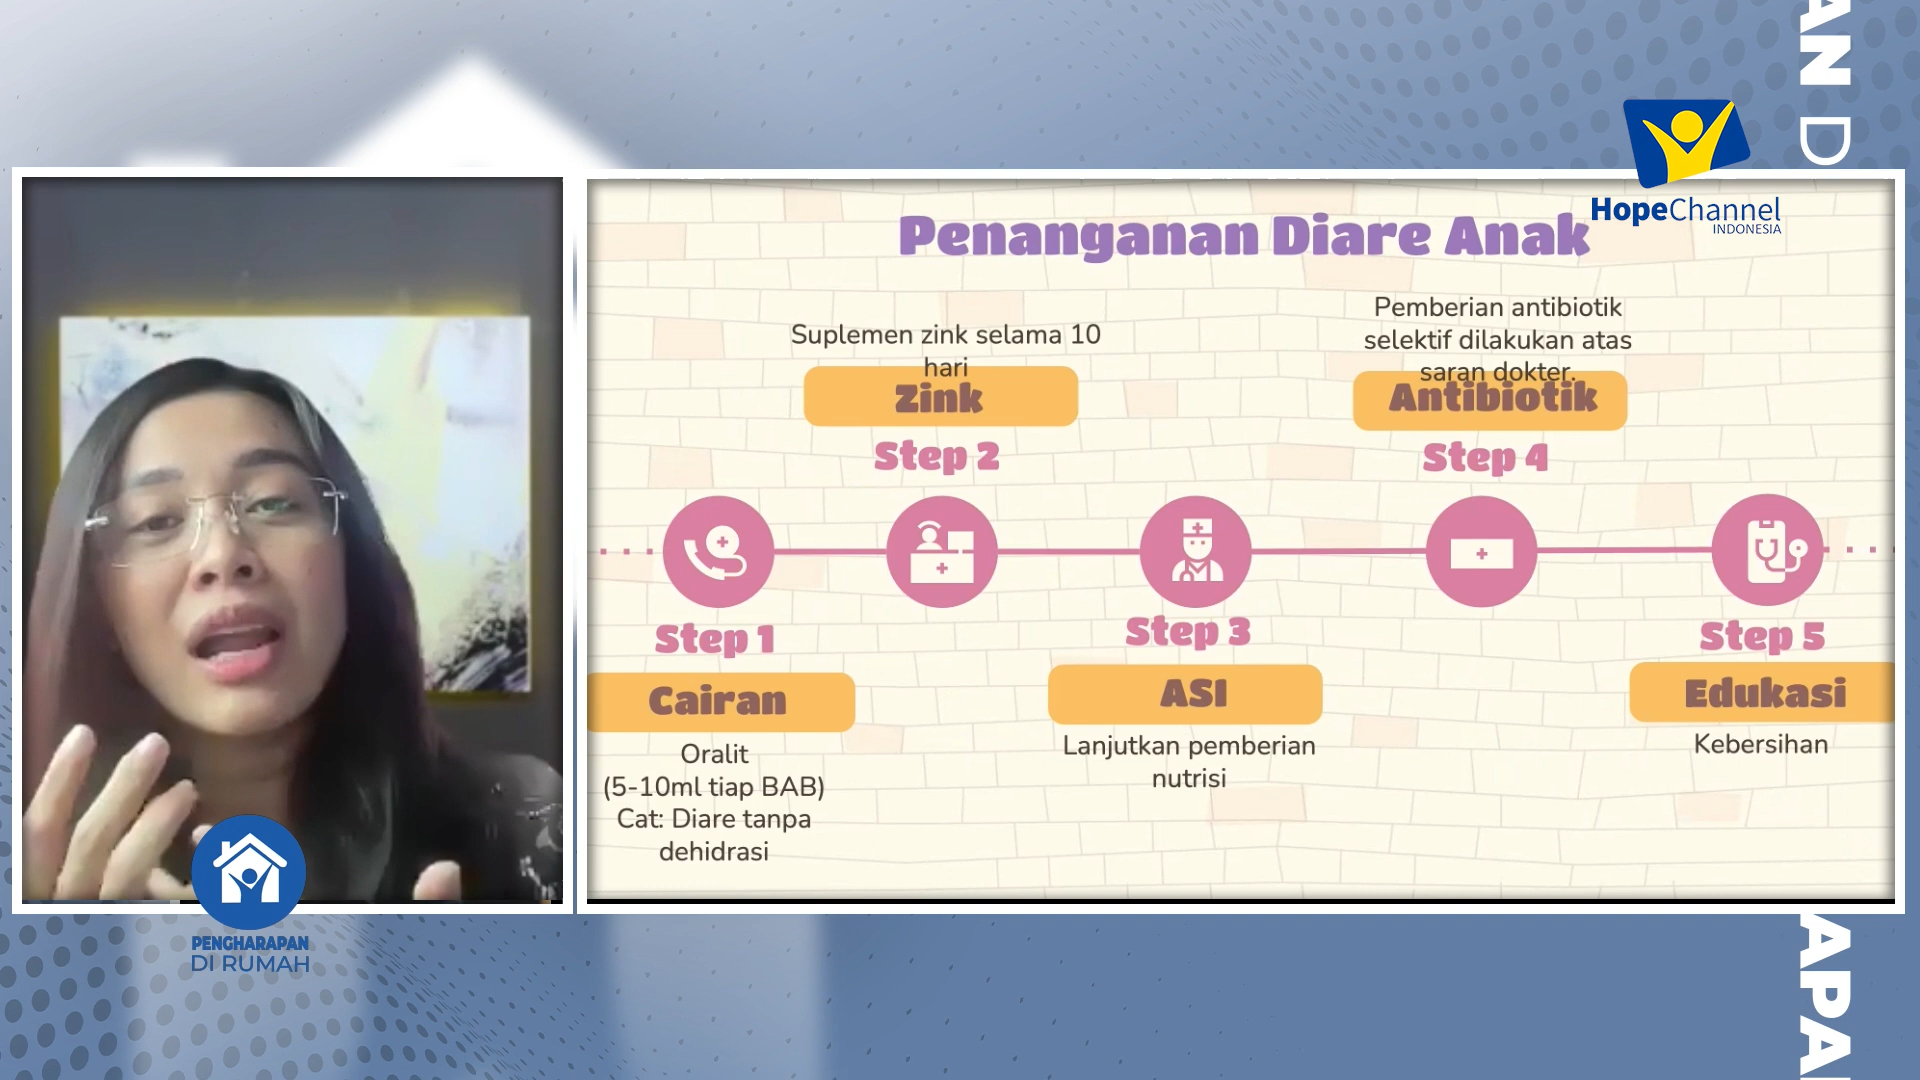 AN D
HopeChannel
INDONESIA
Penanganan Diare Anak
Suplemen zink selama 10
hari
Zink
Step 2
Pemberian antibiotik
selektif dilakukan atas
saran dokter.
Antibiotik
Step 4
Step 1
Cairan
Oralit
(5-10ml tiap BAB)
Cat: Diare tanpa
dehidrasi
Step 3
ASI
Lanjutkan pemberian
nutrisi
Step 5
Edukasi
Kebersihan
PENGHARAPAN
DI RUMAH
APA